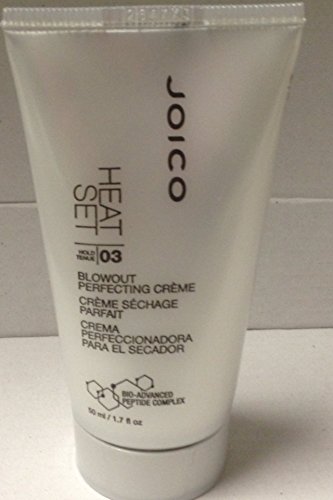 JOICO
HEAT
SET
HOLD
TENUE
03
BLOWOUT
PERFECTING CRÈME
CRÈME SÉCHAGE
PARFAIT
CREMA
PERFECCIONADORA
PARA EL SECADOR
BIO-ADVANCED
PEPTIDE COMPLEX
50 ml / 1.7 fl oz